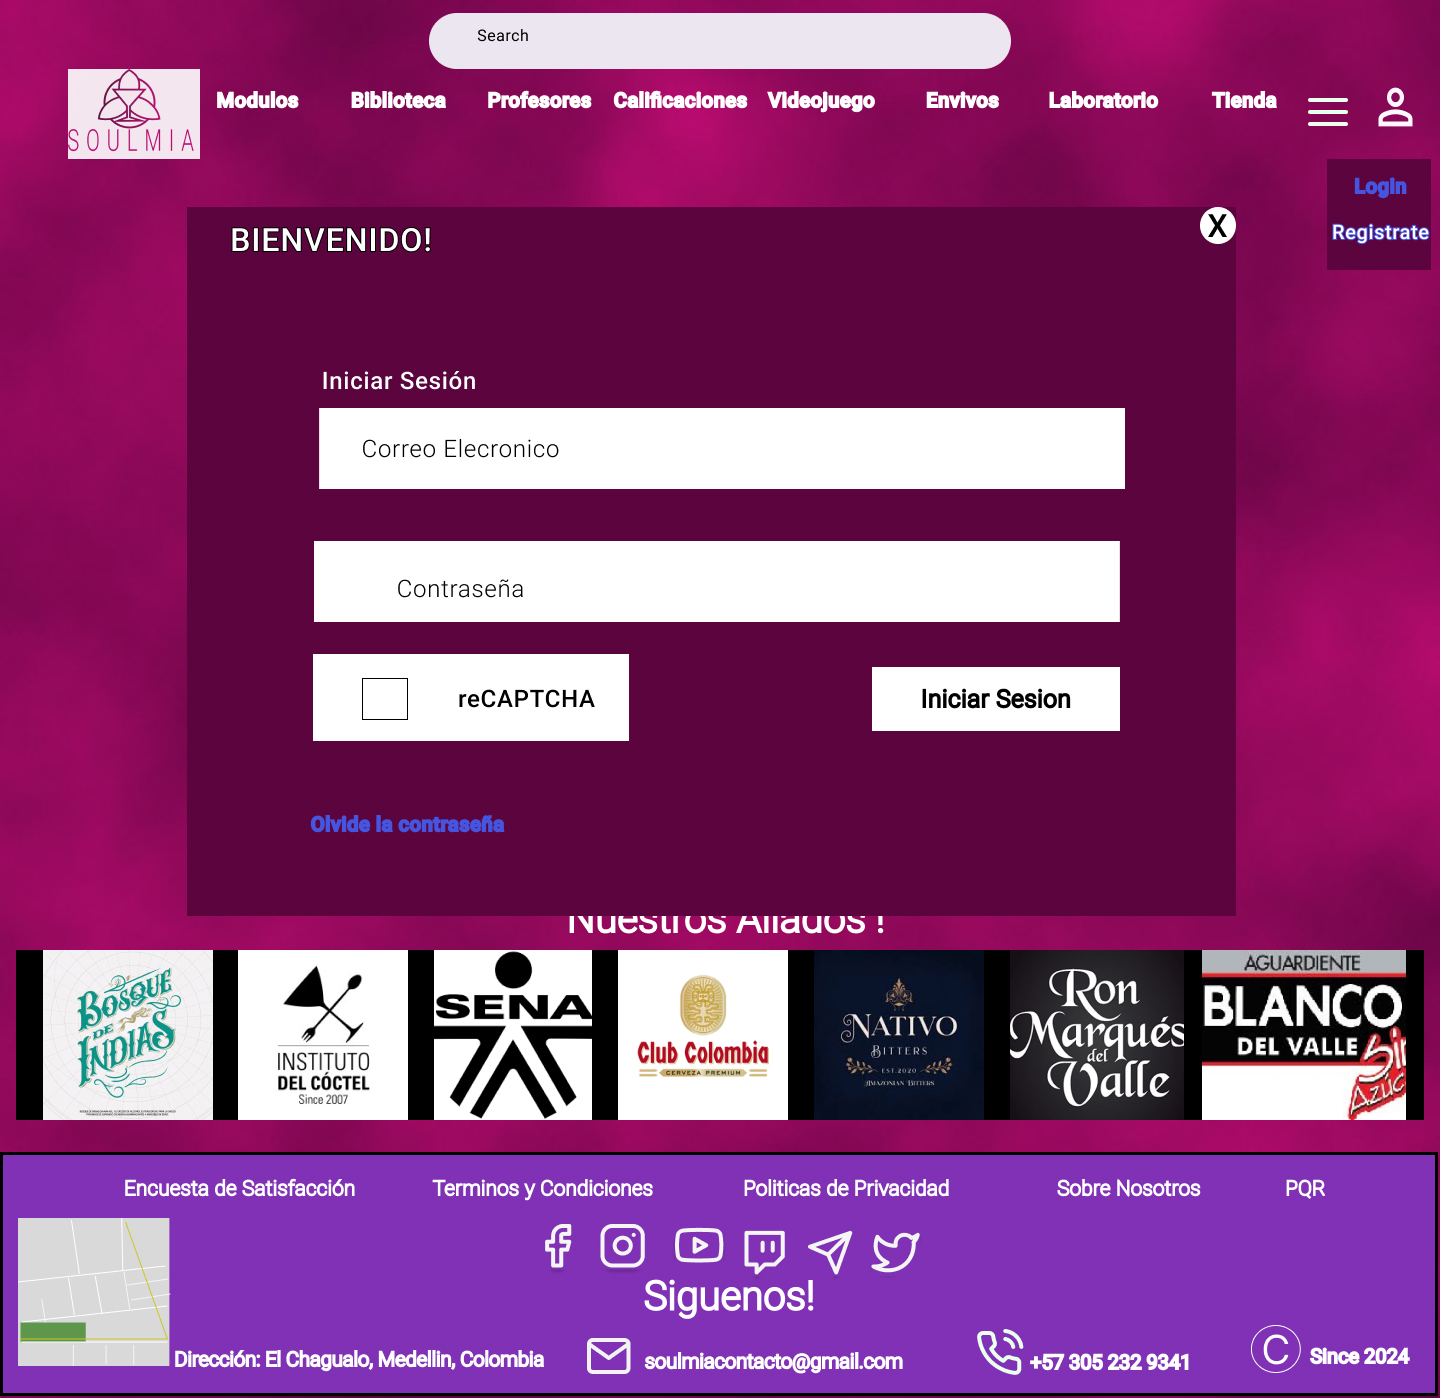 Search
SOULMIA
Modulos Biblioteca Profesores Calificaciones Videojuego Envivos Laboratorio Tienda
Login
Registrate
BIENVENIDO!
X
Iniciar Sesión
Correo Elecronico
Contraseña
reCAPTCHA
Iniciar Sesion
Olvide la contraseña
Nuestros Aliados !
BOSQUE
DE
INDIAS
INSTITUTO
DEL CÓCTEL
Since 2007
SENA
Club Colombia
CERVEZA PREMIUM
NATIVO
BITTERS
EST.2020
AMAZONIAN BITTERS
Ron
Marqués
del
Valle
AGUARDIENTE
BLANCO
DEL VALLE
Sin
AZUC
Encuesta de Satisfacción Terminos y Condiciones Politicas de Privacidad Sobre Nosotros PQR
Siguenos!
Dirección: El Chagualo, Medellin, Colombia soulmiacontacto@gmail.com +57 305 232 9341 C Since 2024